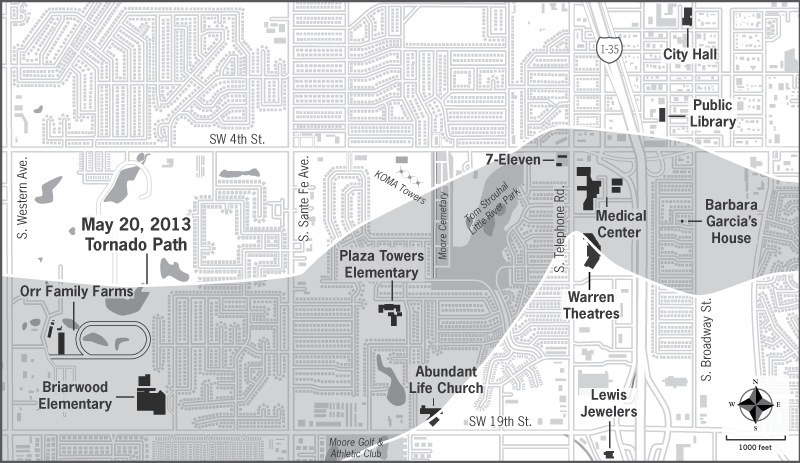 I-35
City Hall
Public
Library
SW 4th St.
S. Western Ave.
S. Sante Fe Ave.
KOMA Towers
Moore Cemetary
Tom Strouhal
Little River Park
7-Eleven
S. Telephone Rd.
Medical
Center
Barbara
Garcia's
House
May 20, 2013
Tornado Path
Plaza Towers
Elementary
Orr Family Farms
Warren
Theatres
S. Broadway St.
Briarwood
Elementary
Abundant
Life Church
SW 19th St.
Lewis
Jewelers
Moore Golf &
Athletic Club
N
W
E
S
1000 feet